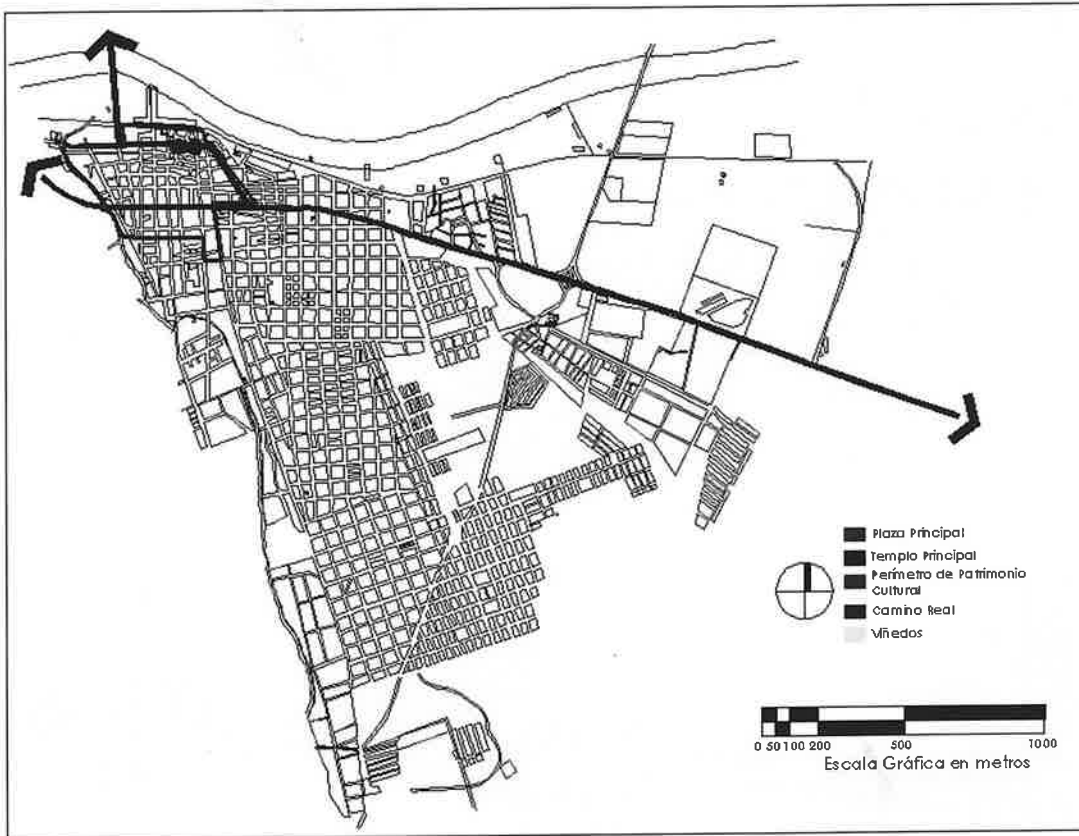 Plaza Principal
Templo Principal
Perímetro de Patrimonio
Cultural
Camino Real
Viñedos
0 50 100 200 500 1000
Escala Gráfica en metros